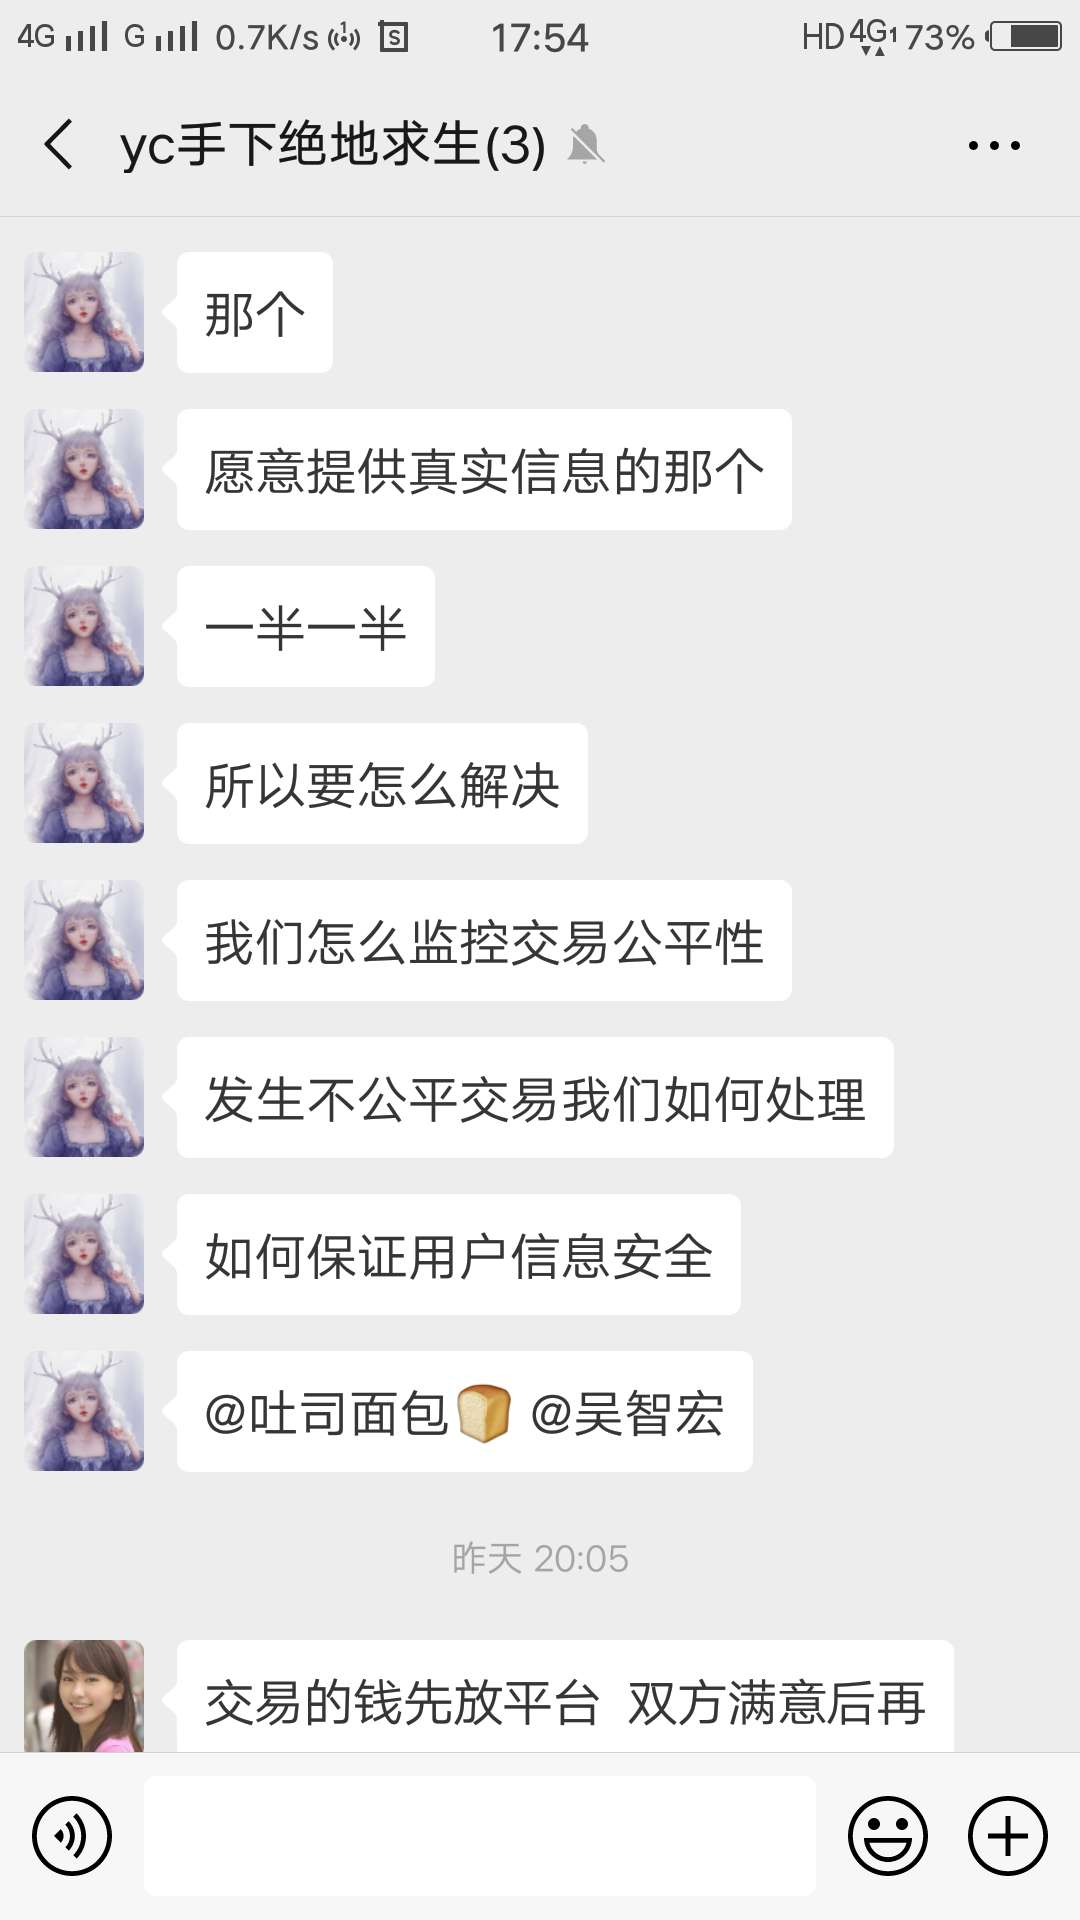 4G G 0.7K/s 17:54 HD 4G 73%
yc手下绝地求生(3)
那个
愿意提供真实信息的那个
一半一半
所以要怎么解决
我们怎么监控交易公平性
发生不公平交易我们如何处理
如何保证用户信息安全
@吐司面包🍞 @吴智宏
昨天 20:05
交易的钱先放平台 双方满意后再